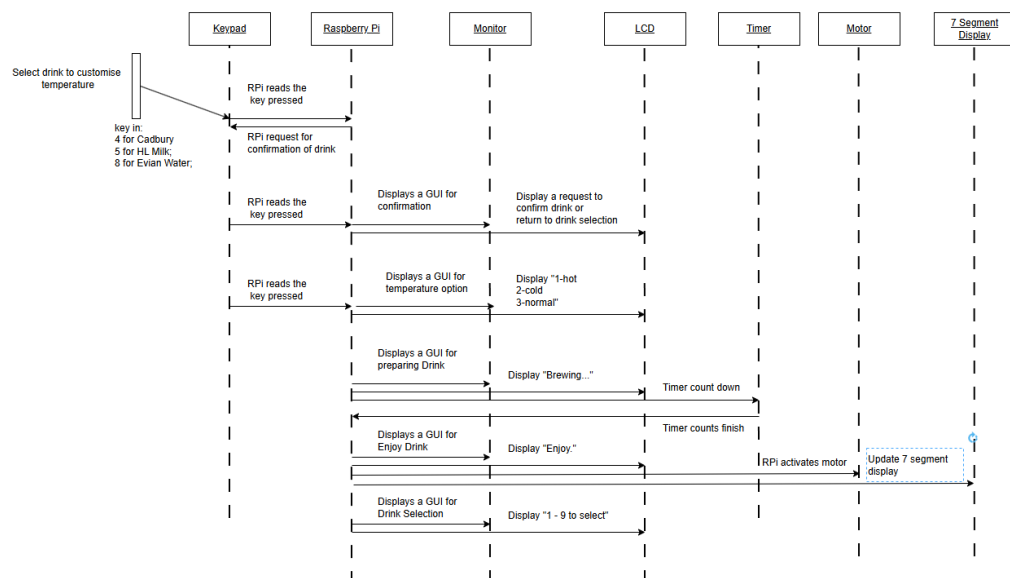 Keypad
Raspberry Pi
Monitor
LCD
Timer
Motor
7 Segment
Display
Select drink to customise
temperature
RPi reads the
key pressed
key in:
4 for Cadbury
5 for HL Milk;
8 for Evian Water;
RPi request for
confirmation of drink
RPi reads the
key pressed
Displays a GUI for
confirmation
Display a request to
confirm drink or
return to drink selection
RPi reads the
key pressed
Displays a GUI for
temperature option
Display "1-hot
2-cold
3-normal"
Displays a GUI for
preparing Drink
Display "Brewing..."
Timer count down
Timer counts finish
Displays a GUI for
Enjoy Drink
Display "Enjoy."
RPi activates motor
Update 7 segment
display
Displays a GUI for
Drink Selection
Display "1 - 9 to select"